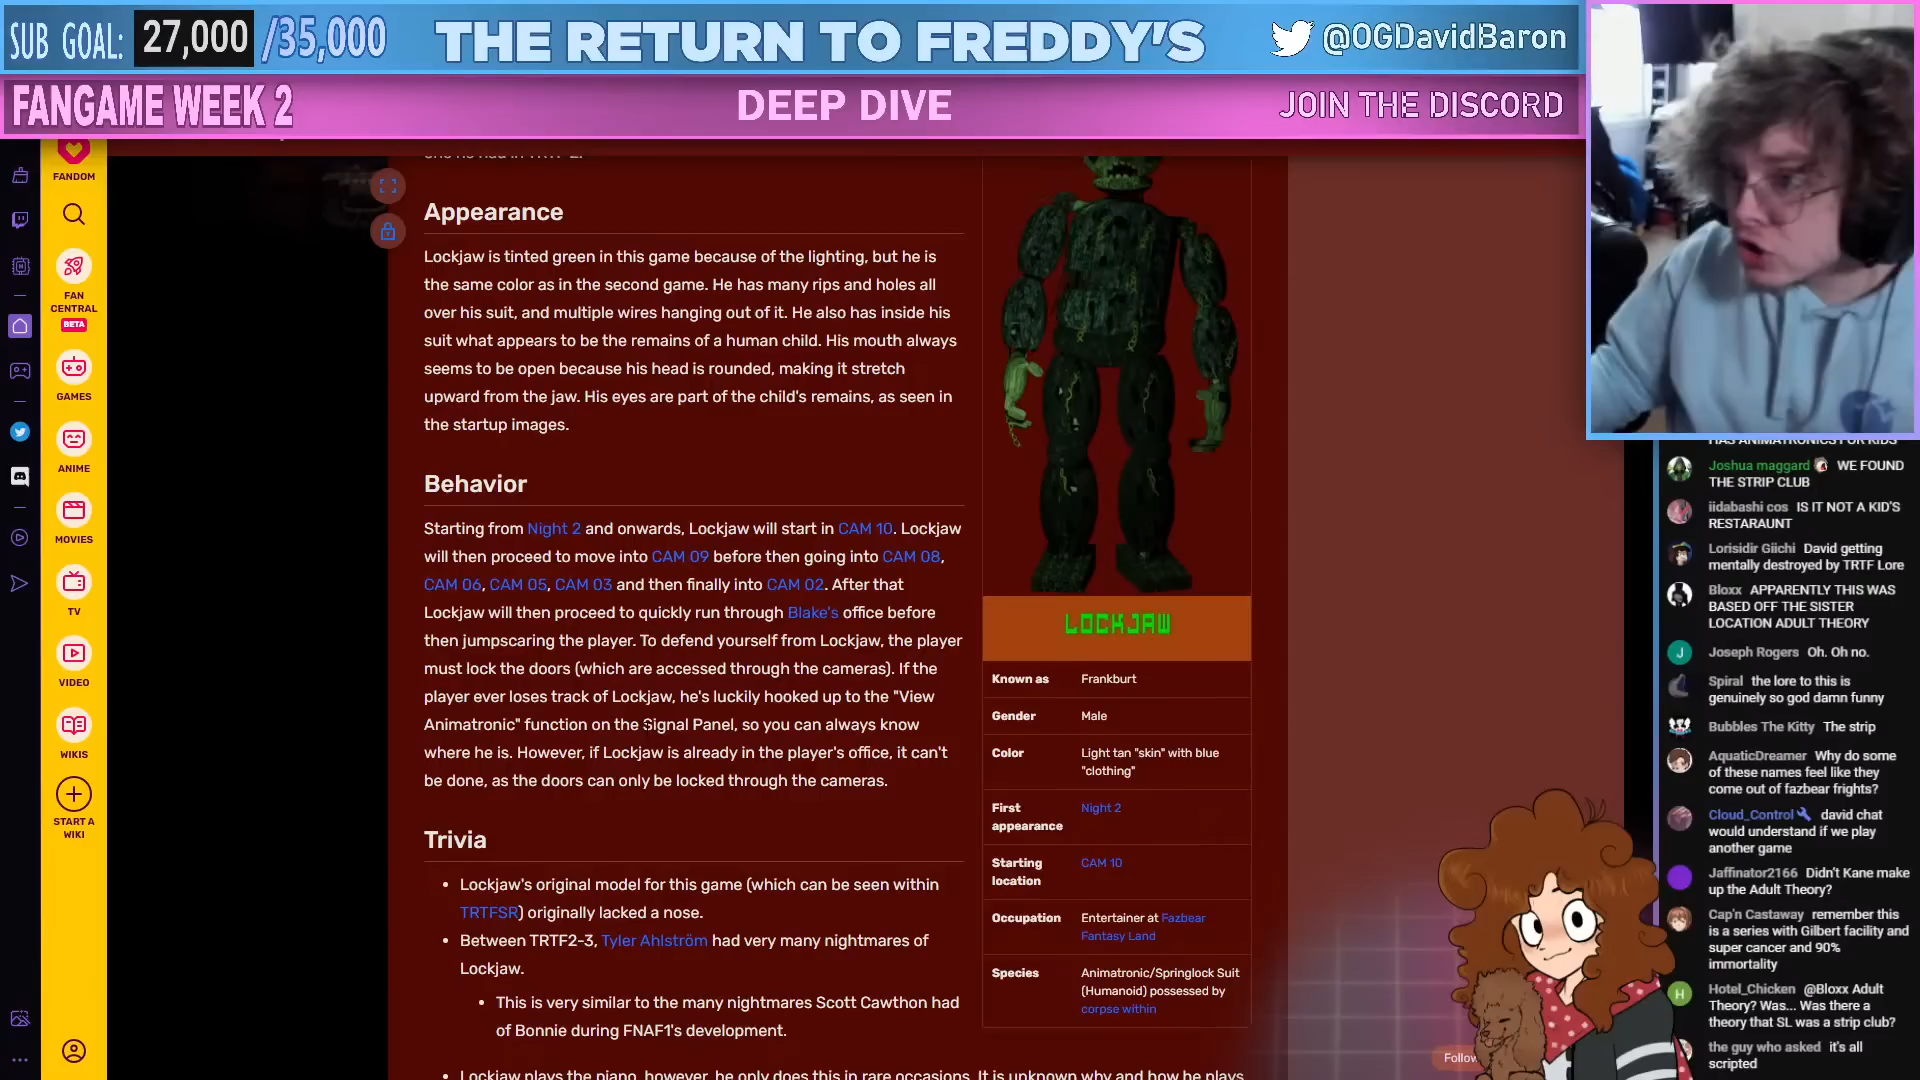 SUB GOAL: 27,000 /35,000
THE RETURN TO FREDDY'S
@OGDavidBaron
FANGAME WEEK 2
DEEP DIVE
JOIN THE DISCORD
FANDOM
FAN
CENTRAL
BETA
GAMES
ANIME
MOVIES
TV
VIDEO
WIKIS
START A
WIKI
Appearance
Lockjaw is tinted green in this game because of the lighting, but he is
the same color as in the second game. He has many rips and holes all
over his suit, and multiple wires hanging out of it. He also has inside his
suit what appears to be the remains of a human child. His mouth always
seems to be open because his head is rounded, making it stretch
upward from the jaw. His eyes are part of the child's remains, as seen in
the startup images.
Behavior
Starting from Night 2 and onwards, Lockjaw will start in CAM 10. Lockjaw
will then proceed to move into CAM 09 before then going into CAM 08,
CAM 06, CAM 05, CAM 03 and then finally into CAM 02. After that
Lockjaw will then proceed to quickly run through Blake's office before
then jumpscaring the player. To defend yourself from Lockjaw, the player
must lock the doors (which are accessed through the cameras). If the
player ever loses track of Lockjaw, he's luckily hooked up to the "View
Animatronic" function on the Signal Panel, so you can always know
where he is. However, if Lockjaw is already in the player's office, it can't
be done, as the doors can only be locked through the cameras.
Trivia
• Lockjaw's original model for this game (which can be seen within
TRTFSR) originally lacked a nose.
• Between TRTF2-3, Tyler Ahlström had very many nightmares of
Lockjaw.
• This is very similar to the many nightmares Scott Cawthon had
of Bonnie during FNAF1's development.
• Lockjaw plays the piano, however, he only does this in rare occasions. It is unknown why and how he plays
LOCKJAW
Known as Frankburt
Gender Male
Color Light tan "skin" with blue
"clothing"
First
appearance Night 2
Starting
location CAM 10
Occupation Entertainer at Fazbear
Fantasy Land
Species Animatronic/Springlock Suit
(Humanoid) possessed by
corpse within
HAS ANIMATRONICS FOR KIDS
Joshua maggard WE FOUND
THE STRIP CLUB
iidabashi cos IS IT NOT A KID'S
RESTARAUNT
Lorisidir Giichi David getting
mentally destroyed by TRTF Lore
Bloxx APPARENTLY THIS WAS
BASED OFF THE SISTER
LOCATION ADULT THEORY
J Joseph Rogers Oh. Oh no.
Spiral the lore to this is
genuinely so god damn funny
Bubbles The Kitty The strip
AquaticDreamer Why do some
of these names feel like they
come out of fazbear frights?
Cloud_Control david chat
would understand if we play
another game
Jaffinator2166 Didn't Kane make
up the Adult Theory?
Cap'n Castaway remember this
is a series with Gilbert facility and
super cancer and 90%
immortality
H Hotel_Chicken @Bloxx Adult
Theory? Was... Was there a
theory that SL was a strip club?
the guy who asked it's all
scripted
Follow